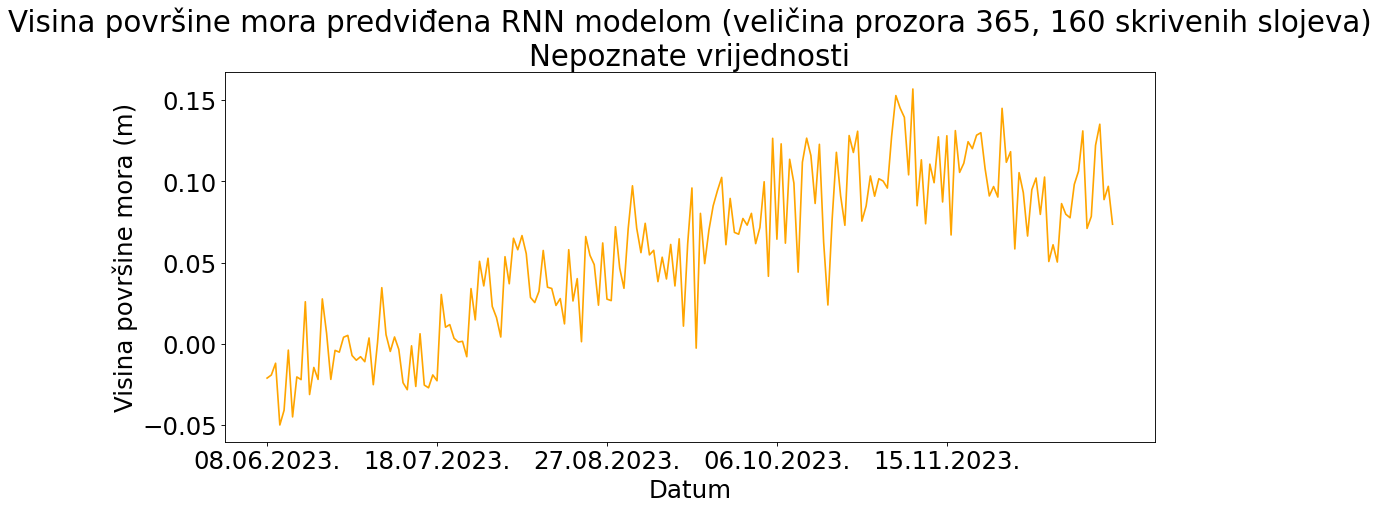 Visina površine mora predviđena RNN modelom (veličina prozora 365, 160 skrivenih slojeva)
Nepoznate vrijednosti
Visina površine mora (m)
0.15
0.10
0.05
0.00
−0.05
08.06.2023. 18.07.2023. 27.08.2023. 06.10.2023. 15.11.2023.
Datum